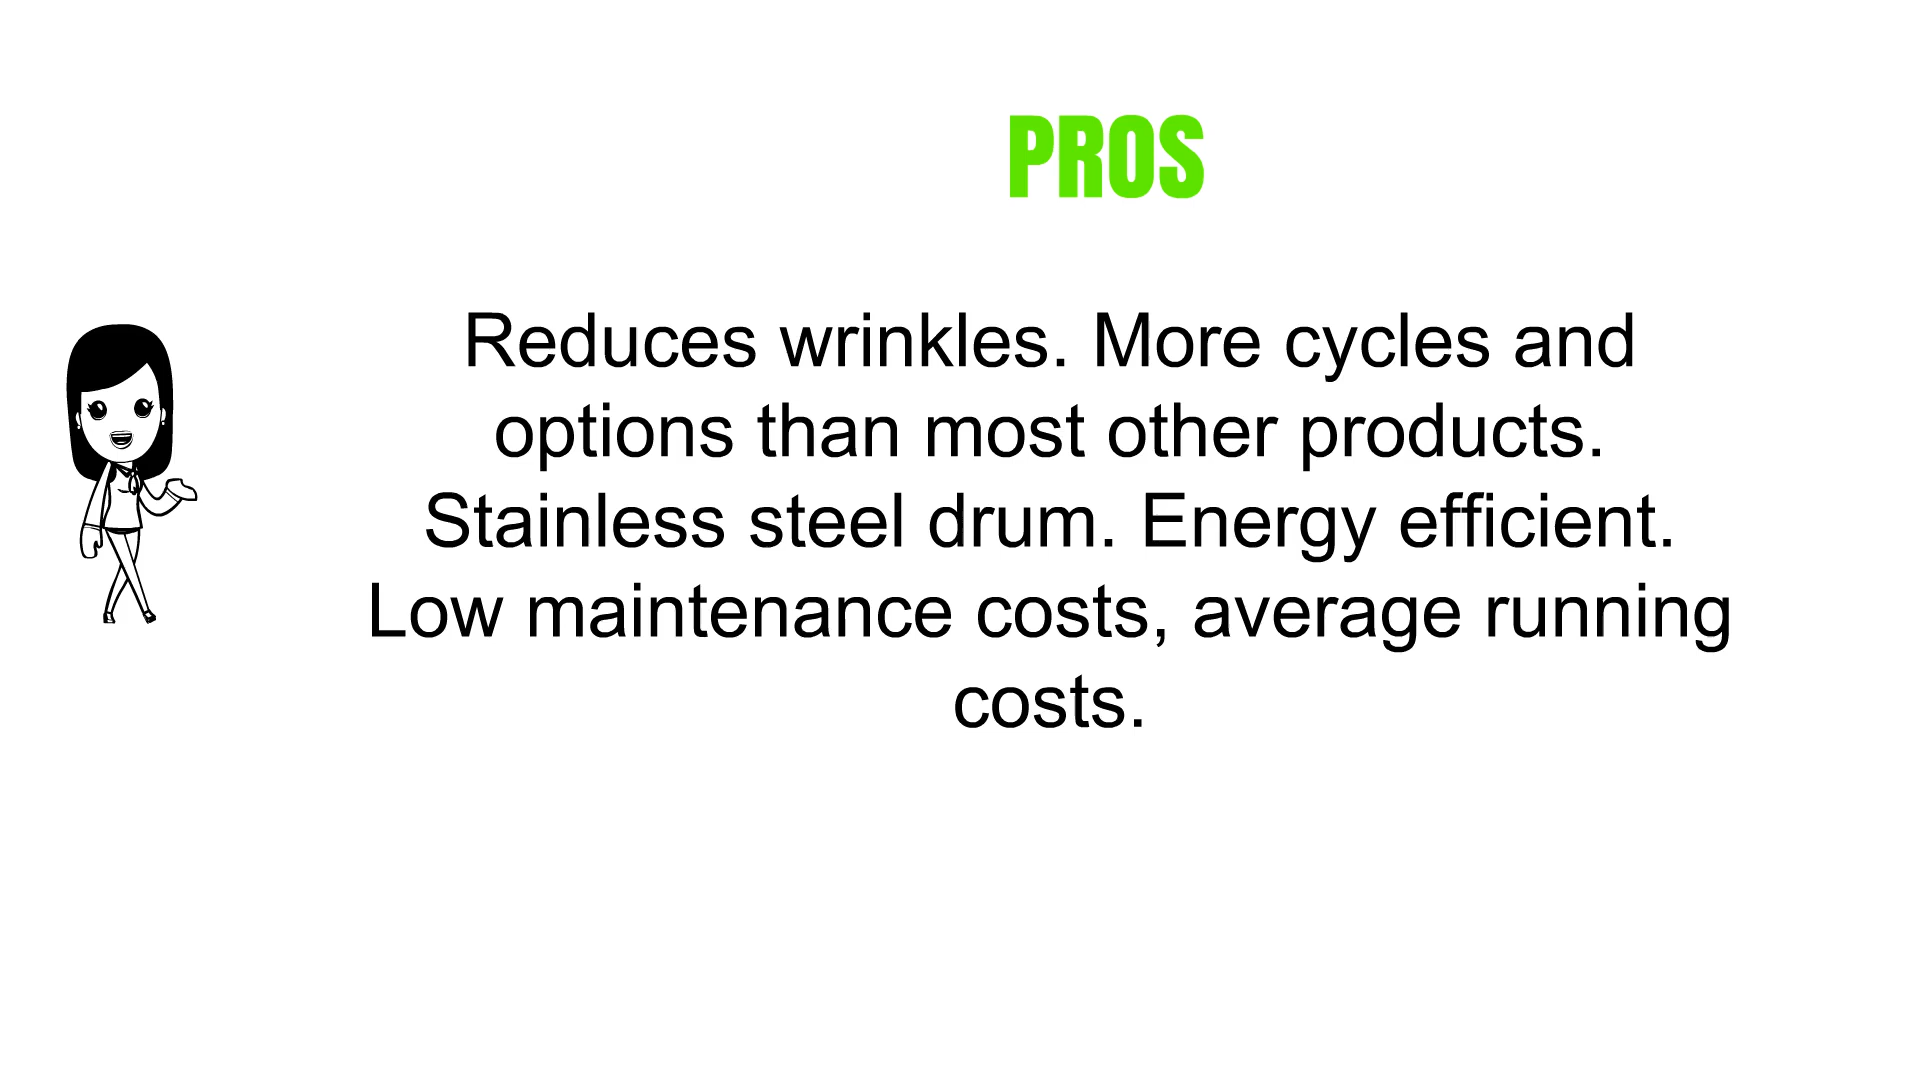 PROS
Reduces wrinkles. More cycles and
options than most other products.
Stainless steel drum. Energy efficient.
Low maintenance costs, average running
costs.